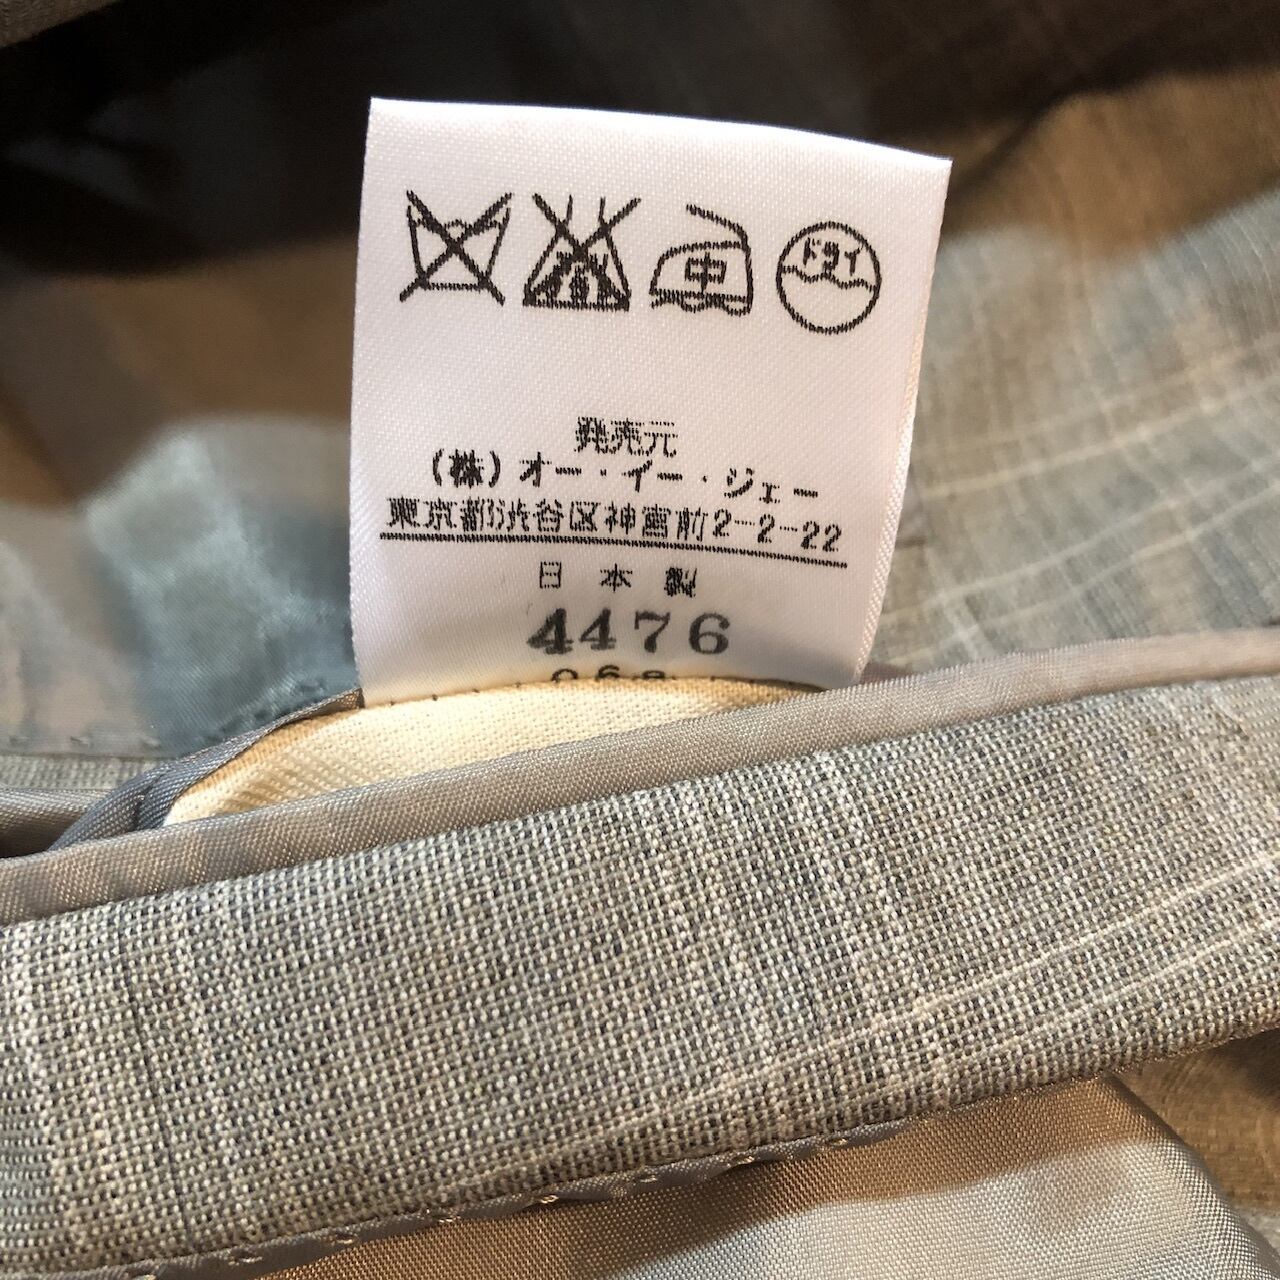 中 ドライ
発売元
(株)オー・イー・ジェー
東京都渋谷区神宮前2-2-22
日本製
4476